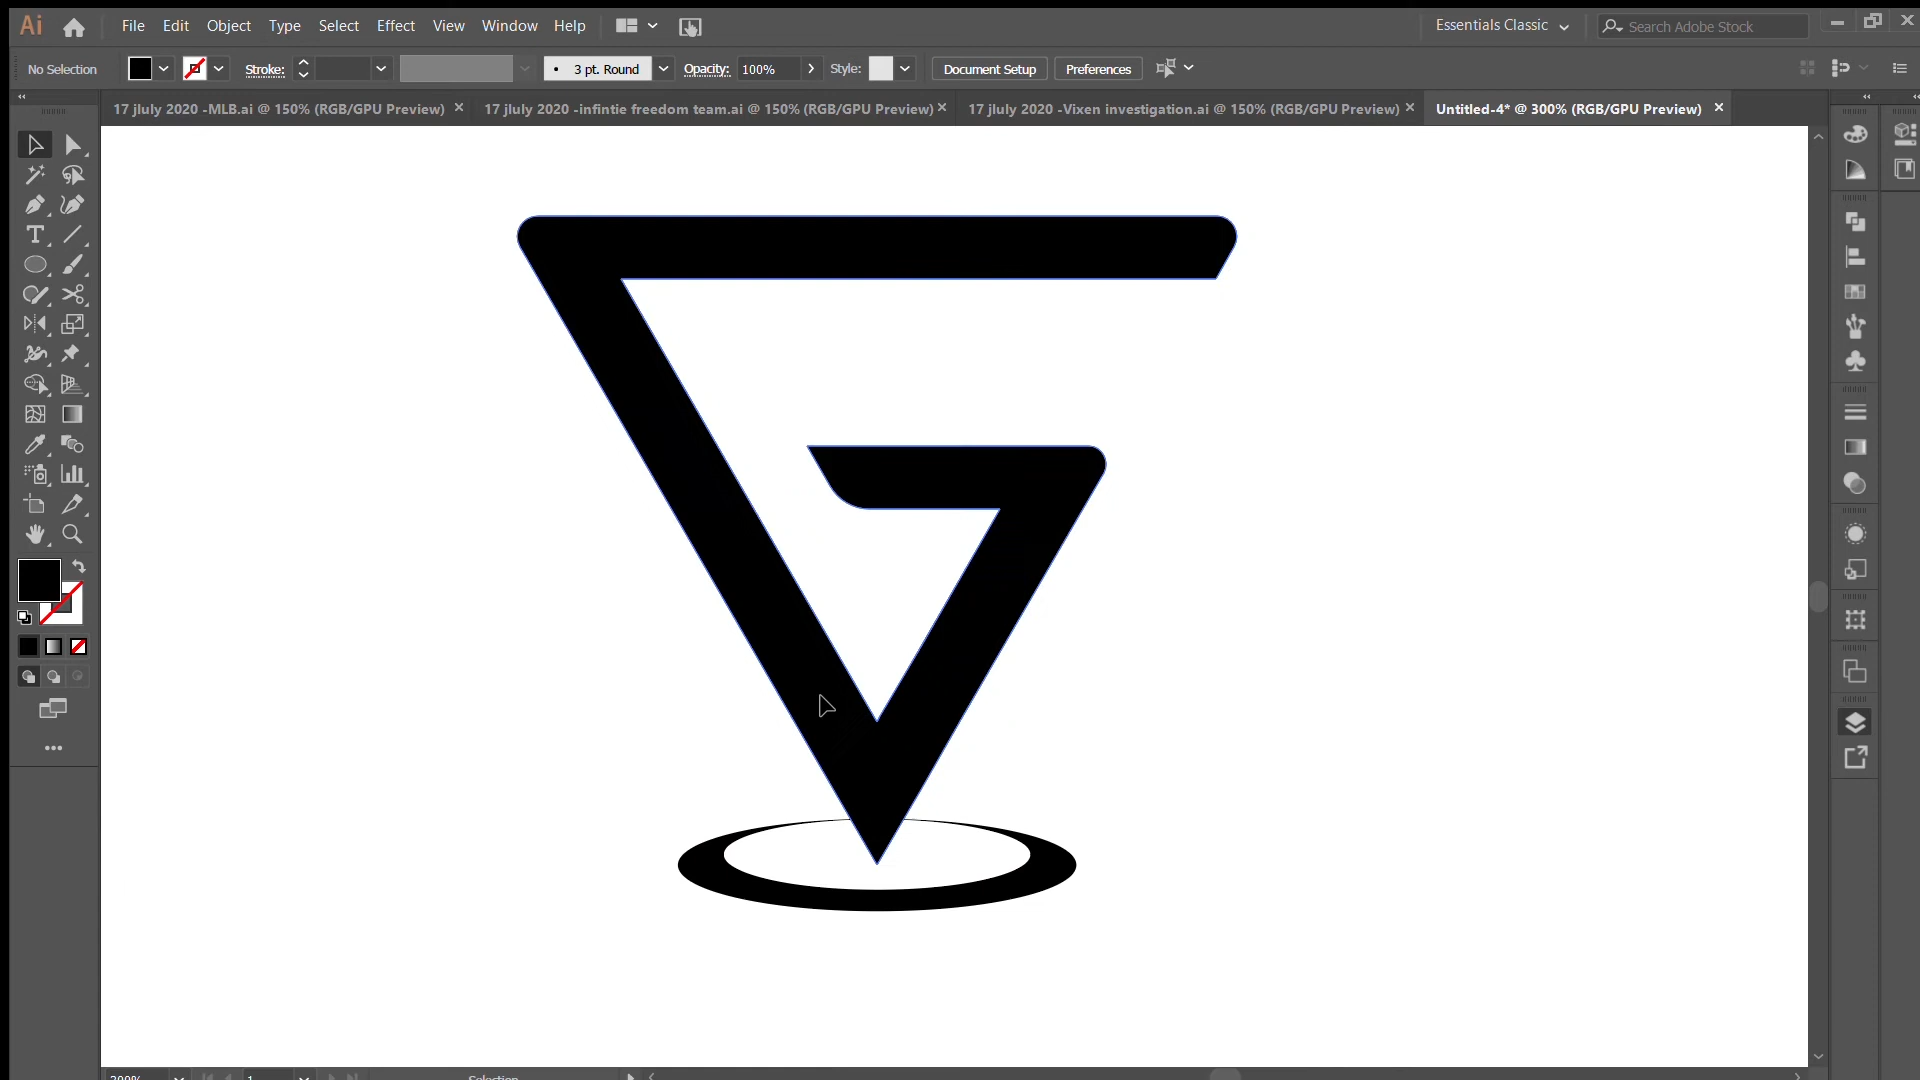 Ai File Edit Object Type Select Effect View Window Help Essentials Classic Search Adobe Stock
No Selection Stroke: 3 pt. Round Opacity: 100% Style: Document Setup Preferences
17 jluly 2020 -MLB.ai @ 150% (RGB/GPU Preview) 17 jluly 2020 -infintie freedom team.ai @ 150% (RGB/GPU Preview) 17 jluly 2020 -Vixen investigation.ai @ 150% (RGB/GPU Preview) Untitled-4* @ 300% (RGB/GPU Preview)
300% 1 Selection